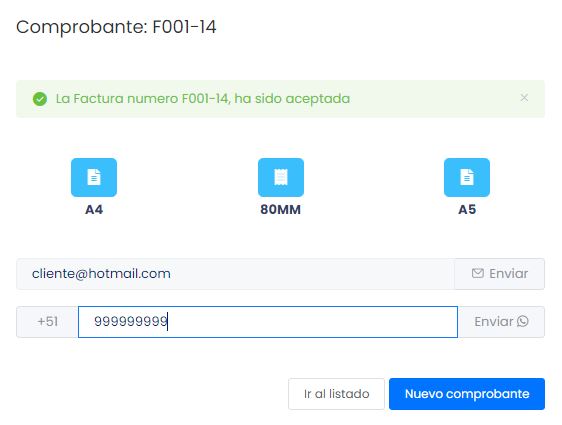 Comprobante: F001-14
La Factura numero F001-14, ha sido aceptada
A4 80MM A5
cliente@hotmail.com Enviar
+51 999999999 Enviar
Ir al listado Nuevo comprobante